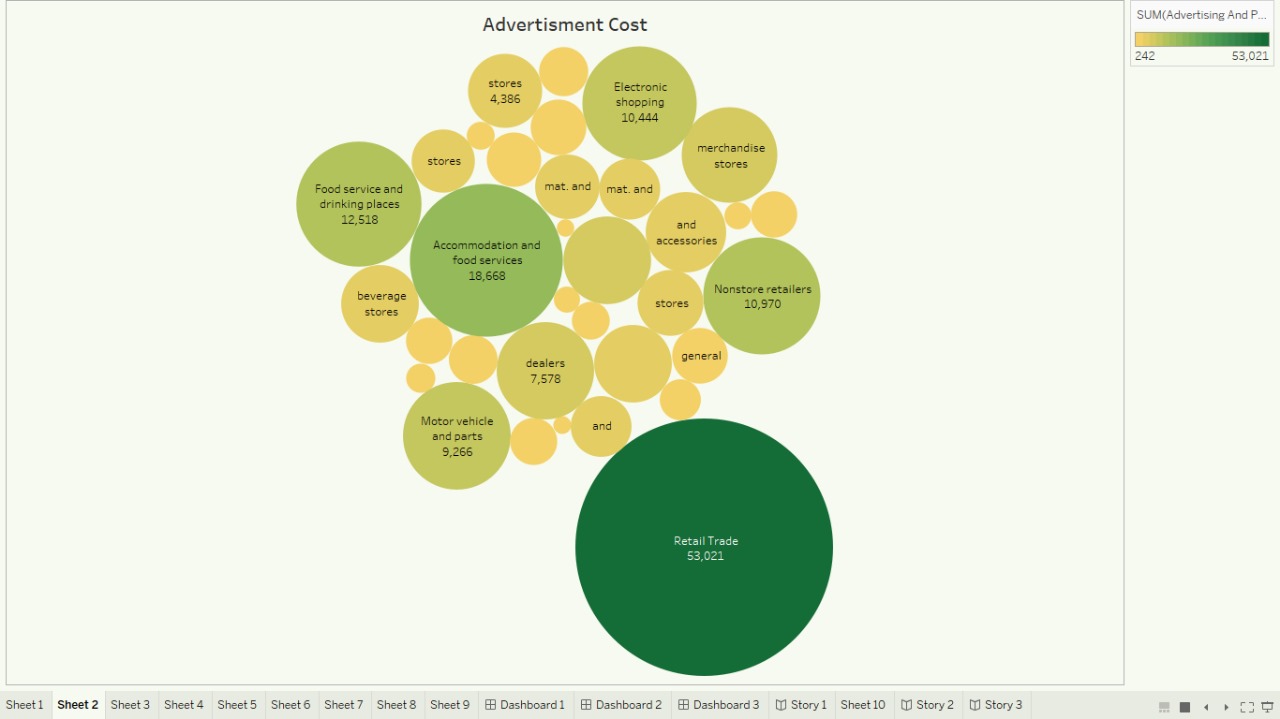 Advertisment Cost
SUM(Advertising And P...
242 53,021
stores
4,386
Electronic
shopping
10,444
merchandise
stores
stores
mat. and
mat. and
Food service and
drinking places
12,518
and
accessories
Accommodation and
food services
18,668
beverage
stores
stores
Nonstore retailers
10,970
general
dealers
7,578
Motor vehicle
and parts
9,266
and
Retail Trade
53,021
Sheet 1 Sheet 2 Sheet 3 Sheet 4 Sheet 5 Sheet 6 Sheet 7 Sheet 8 Sheet 9 Dashboard 1 Dashboard 2 Dashboard 3 Story 1 Sheet 10 Story 2 Story 3